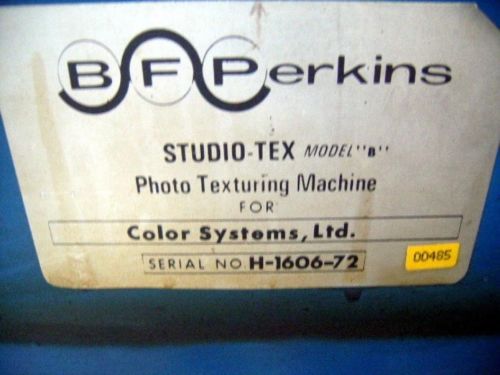 BFPerkins
STUDIO-TEX MODEL "B"
Photo Texturing Machine
FOR
Color Systems, Ltd.
SERIAL NO. H-1606-72
00485